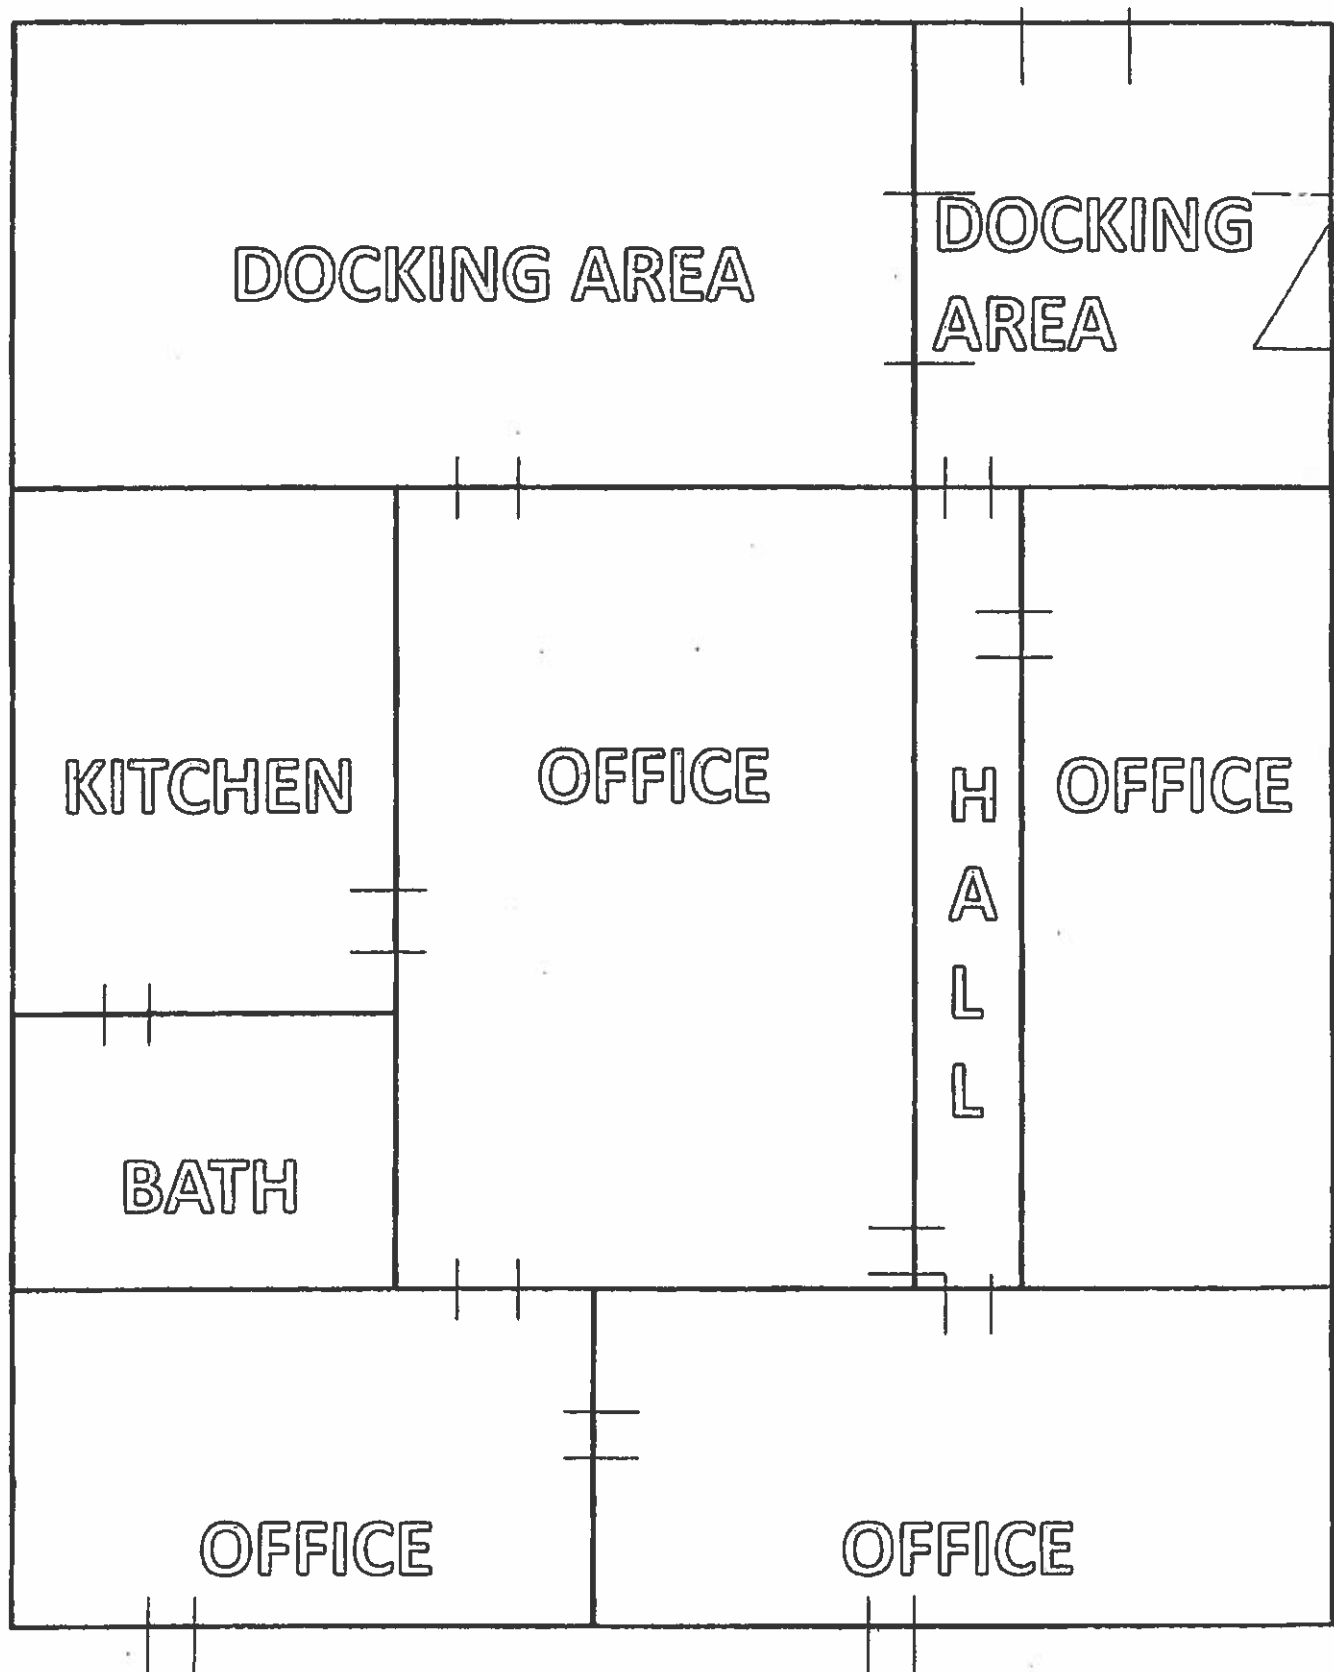 DOCKING AREA
DOCKING
AREA
KITCHEN
OFFICE
H
A
L
L
OFFICE
BATH
OFFICE
OFFICE